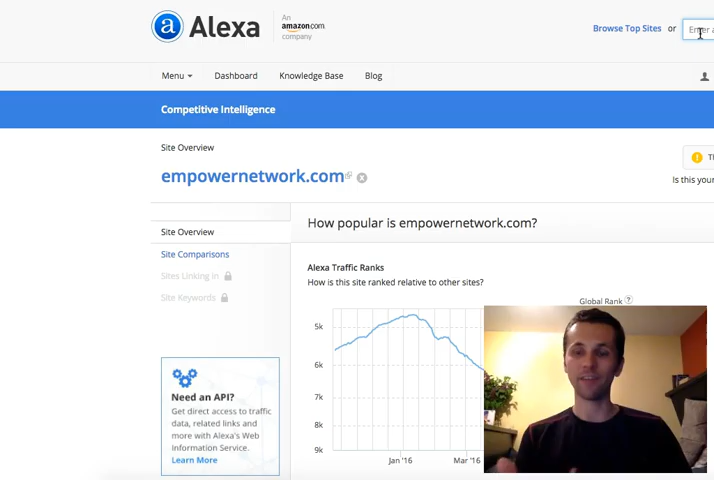 Alexa
An
amazon.com
company
Browse Top Sites or
Enter a
Menu Dashboard Knowledge Base Blog
Competitive Intelligence
Site Overview
empowernetwork.com
Is this your
Site Overview
Site Comparisons
Sites Linking in
Site Keywords
How popular is empowernetwork.com?
Alexa Traffic Ranks
How is this site ranked relative to other sites?
Global Rank ?
5k
6k
7k
8k
9k
Jan '16 Mar '16
Need an API?
Get direct access to traffic
data, related links and
more with Alexa's Web
Information Service.
Learn More